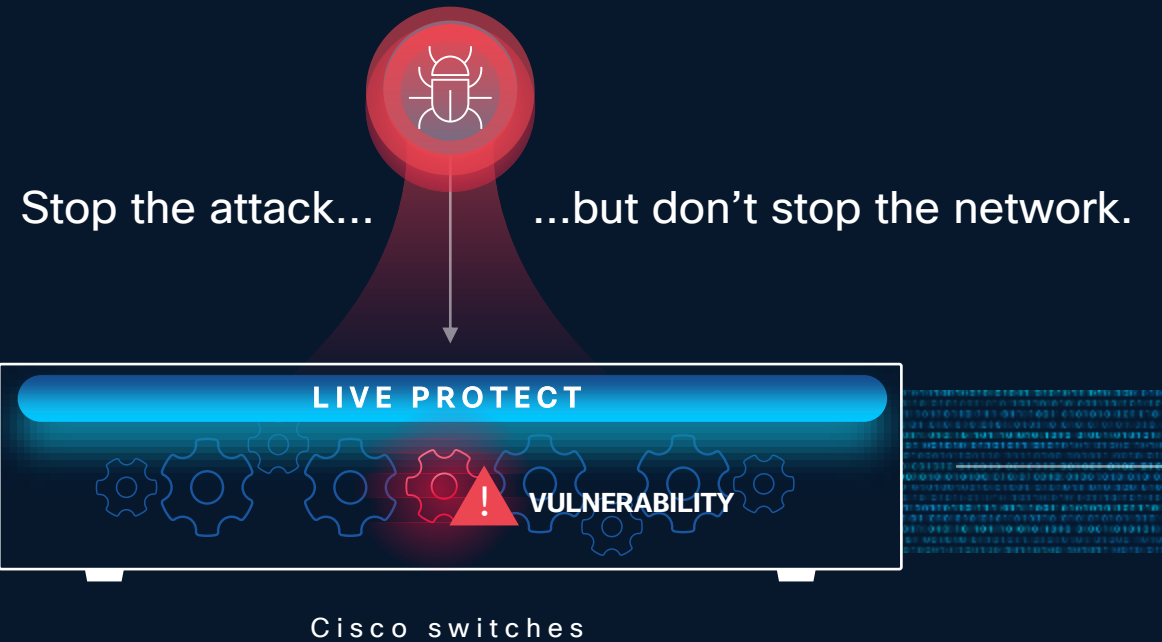 Stop the attack...
...but don't stop the network.
LIVE PROTECT
!
VULNERABILITY
Cisco switches